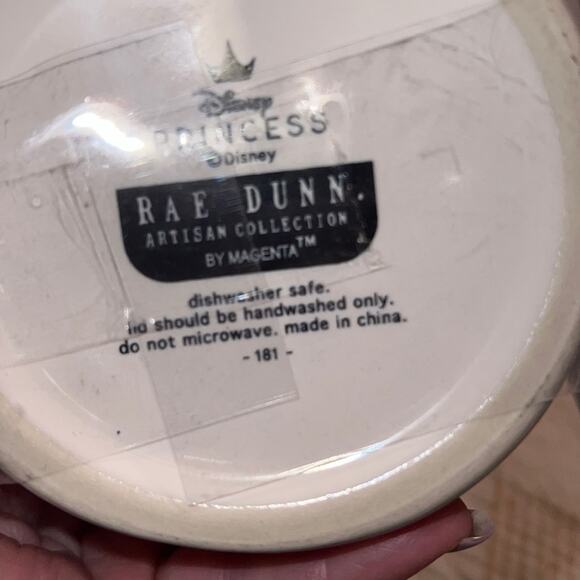 Disney
PRINCESS
©Disney
RAE DUNN.
ARTISAN COLLECTION
BY MAGENTA™
dishwasher safe.
lid should be handwashed only.
do not microwave. made in china.
- 181 -